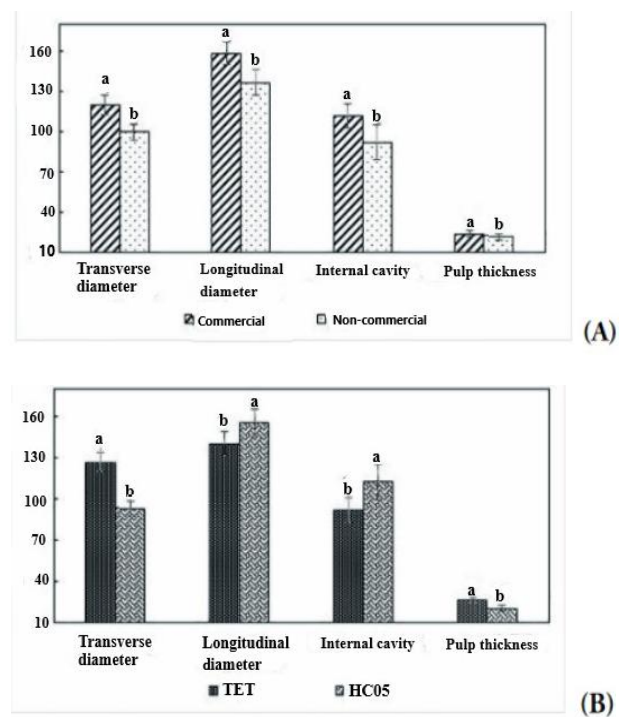 160
130
100
70
40
10
a
b
a
b
a
b
a
b
Transverse
diameter
Longitudinal
diameter
Internal cavity
Pulp thickness
Commercial
Non-commercial
(A)
160
130
100
70
40
10
a
b
b
a
b
a
a
b
Transverse
diameter
Longitudinal
diameter
Internal cavity
Pulp thickness
TET
HC05
(B)